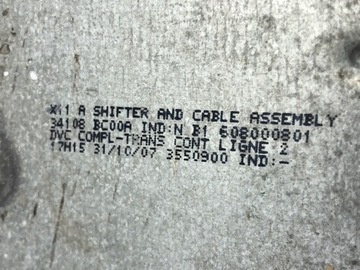 X11 A SHIFTER AND CABLE ASSEMBLY
34108 BC00A IND:N B1 608000801
DVC COMPL-TRANS CONT LIGNE 2
17H15 31/10/07 3550900 IND:-